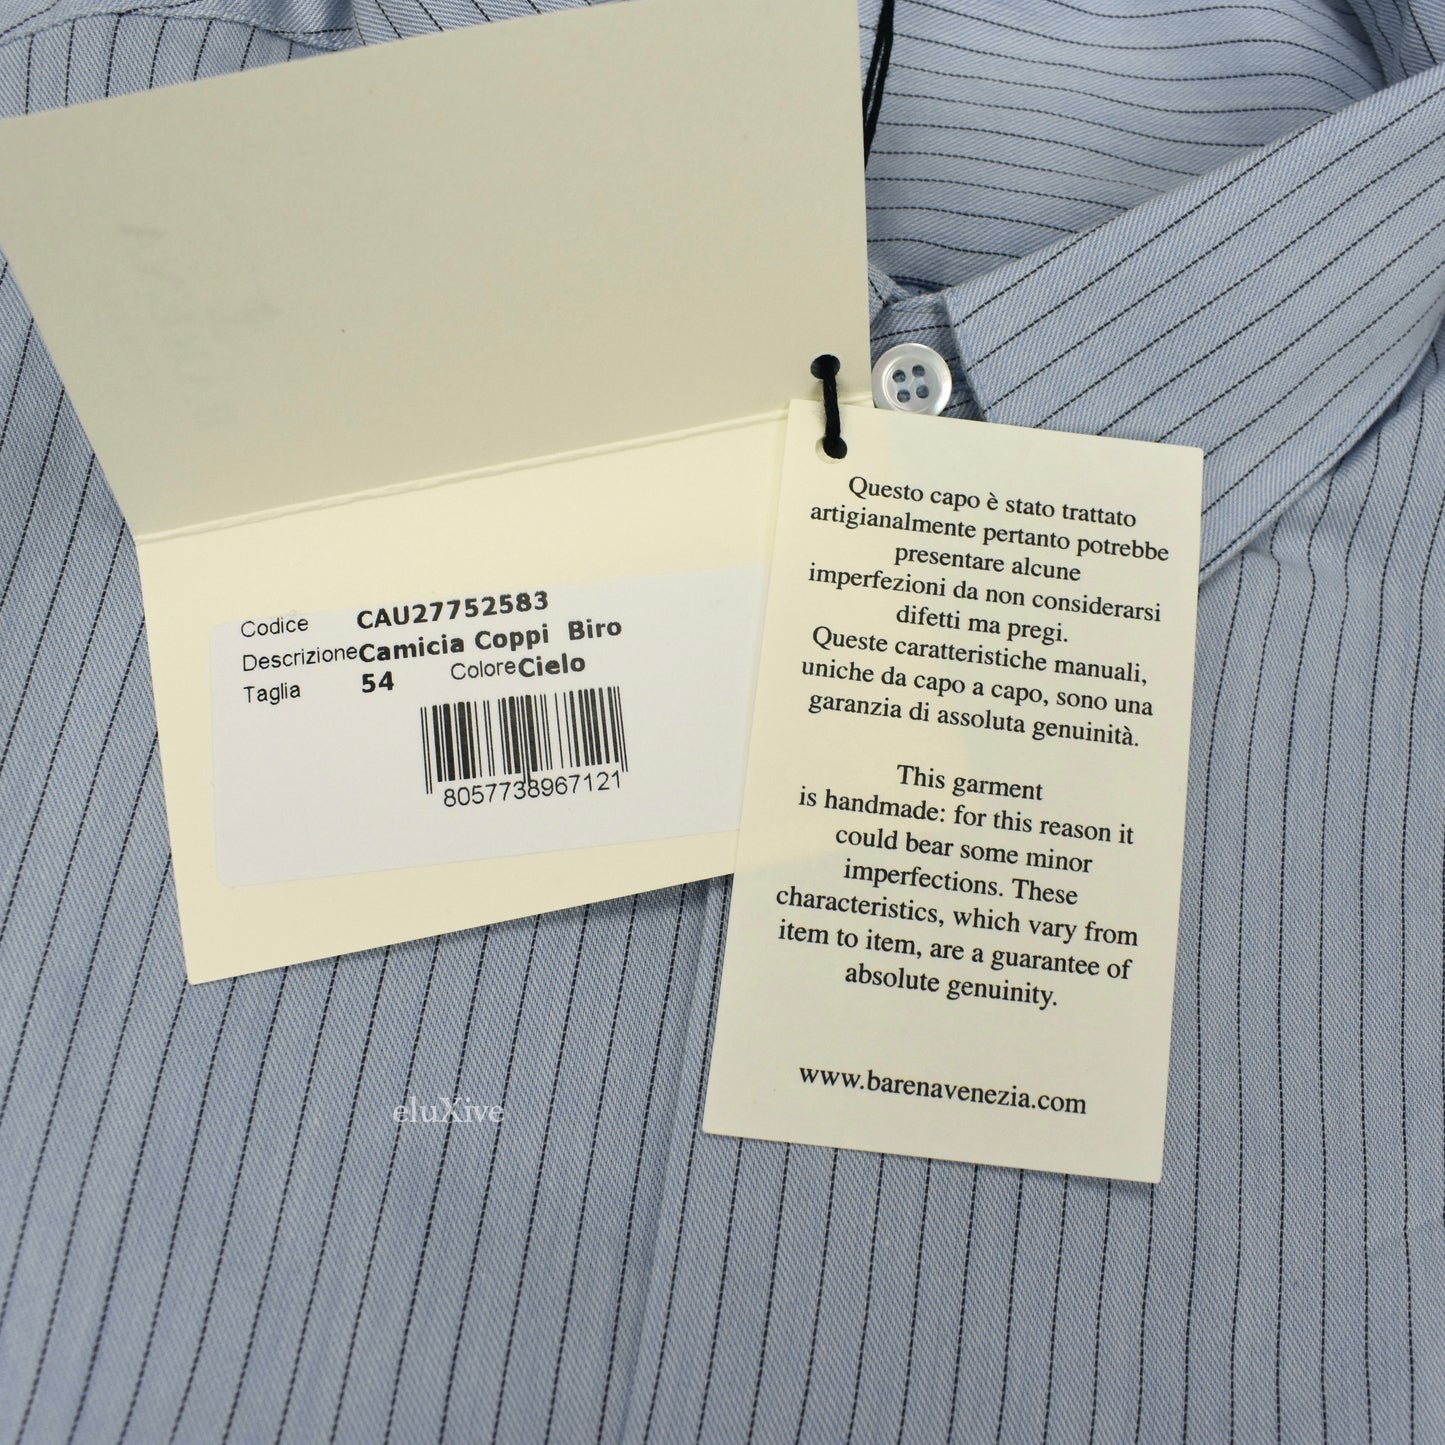 Codice CAU27752583
Descrizione Camicia Coppi Biro
Taglia 54 Colore Cielo
8057738967121
Questo capo è stato trattato
artigianalmente pertanto potrebbe
presentare alcune
imperfezioni da non considerarsi
difetti ma pregi.
Queste caratteristiche manuali,
uniche da capo a capo, sono una
garanzia di assoluta genuinità.
This garment
is handmade: for this reason it
could bear some minor
imperfections. These
characteristics, which vary from
item to item, are a guarantee of
absolute genuinity.
www.barenavenezia.com
eluXive